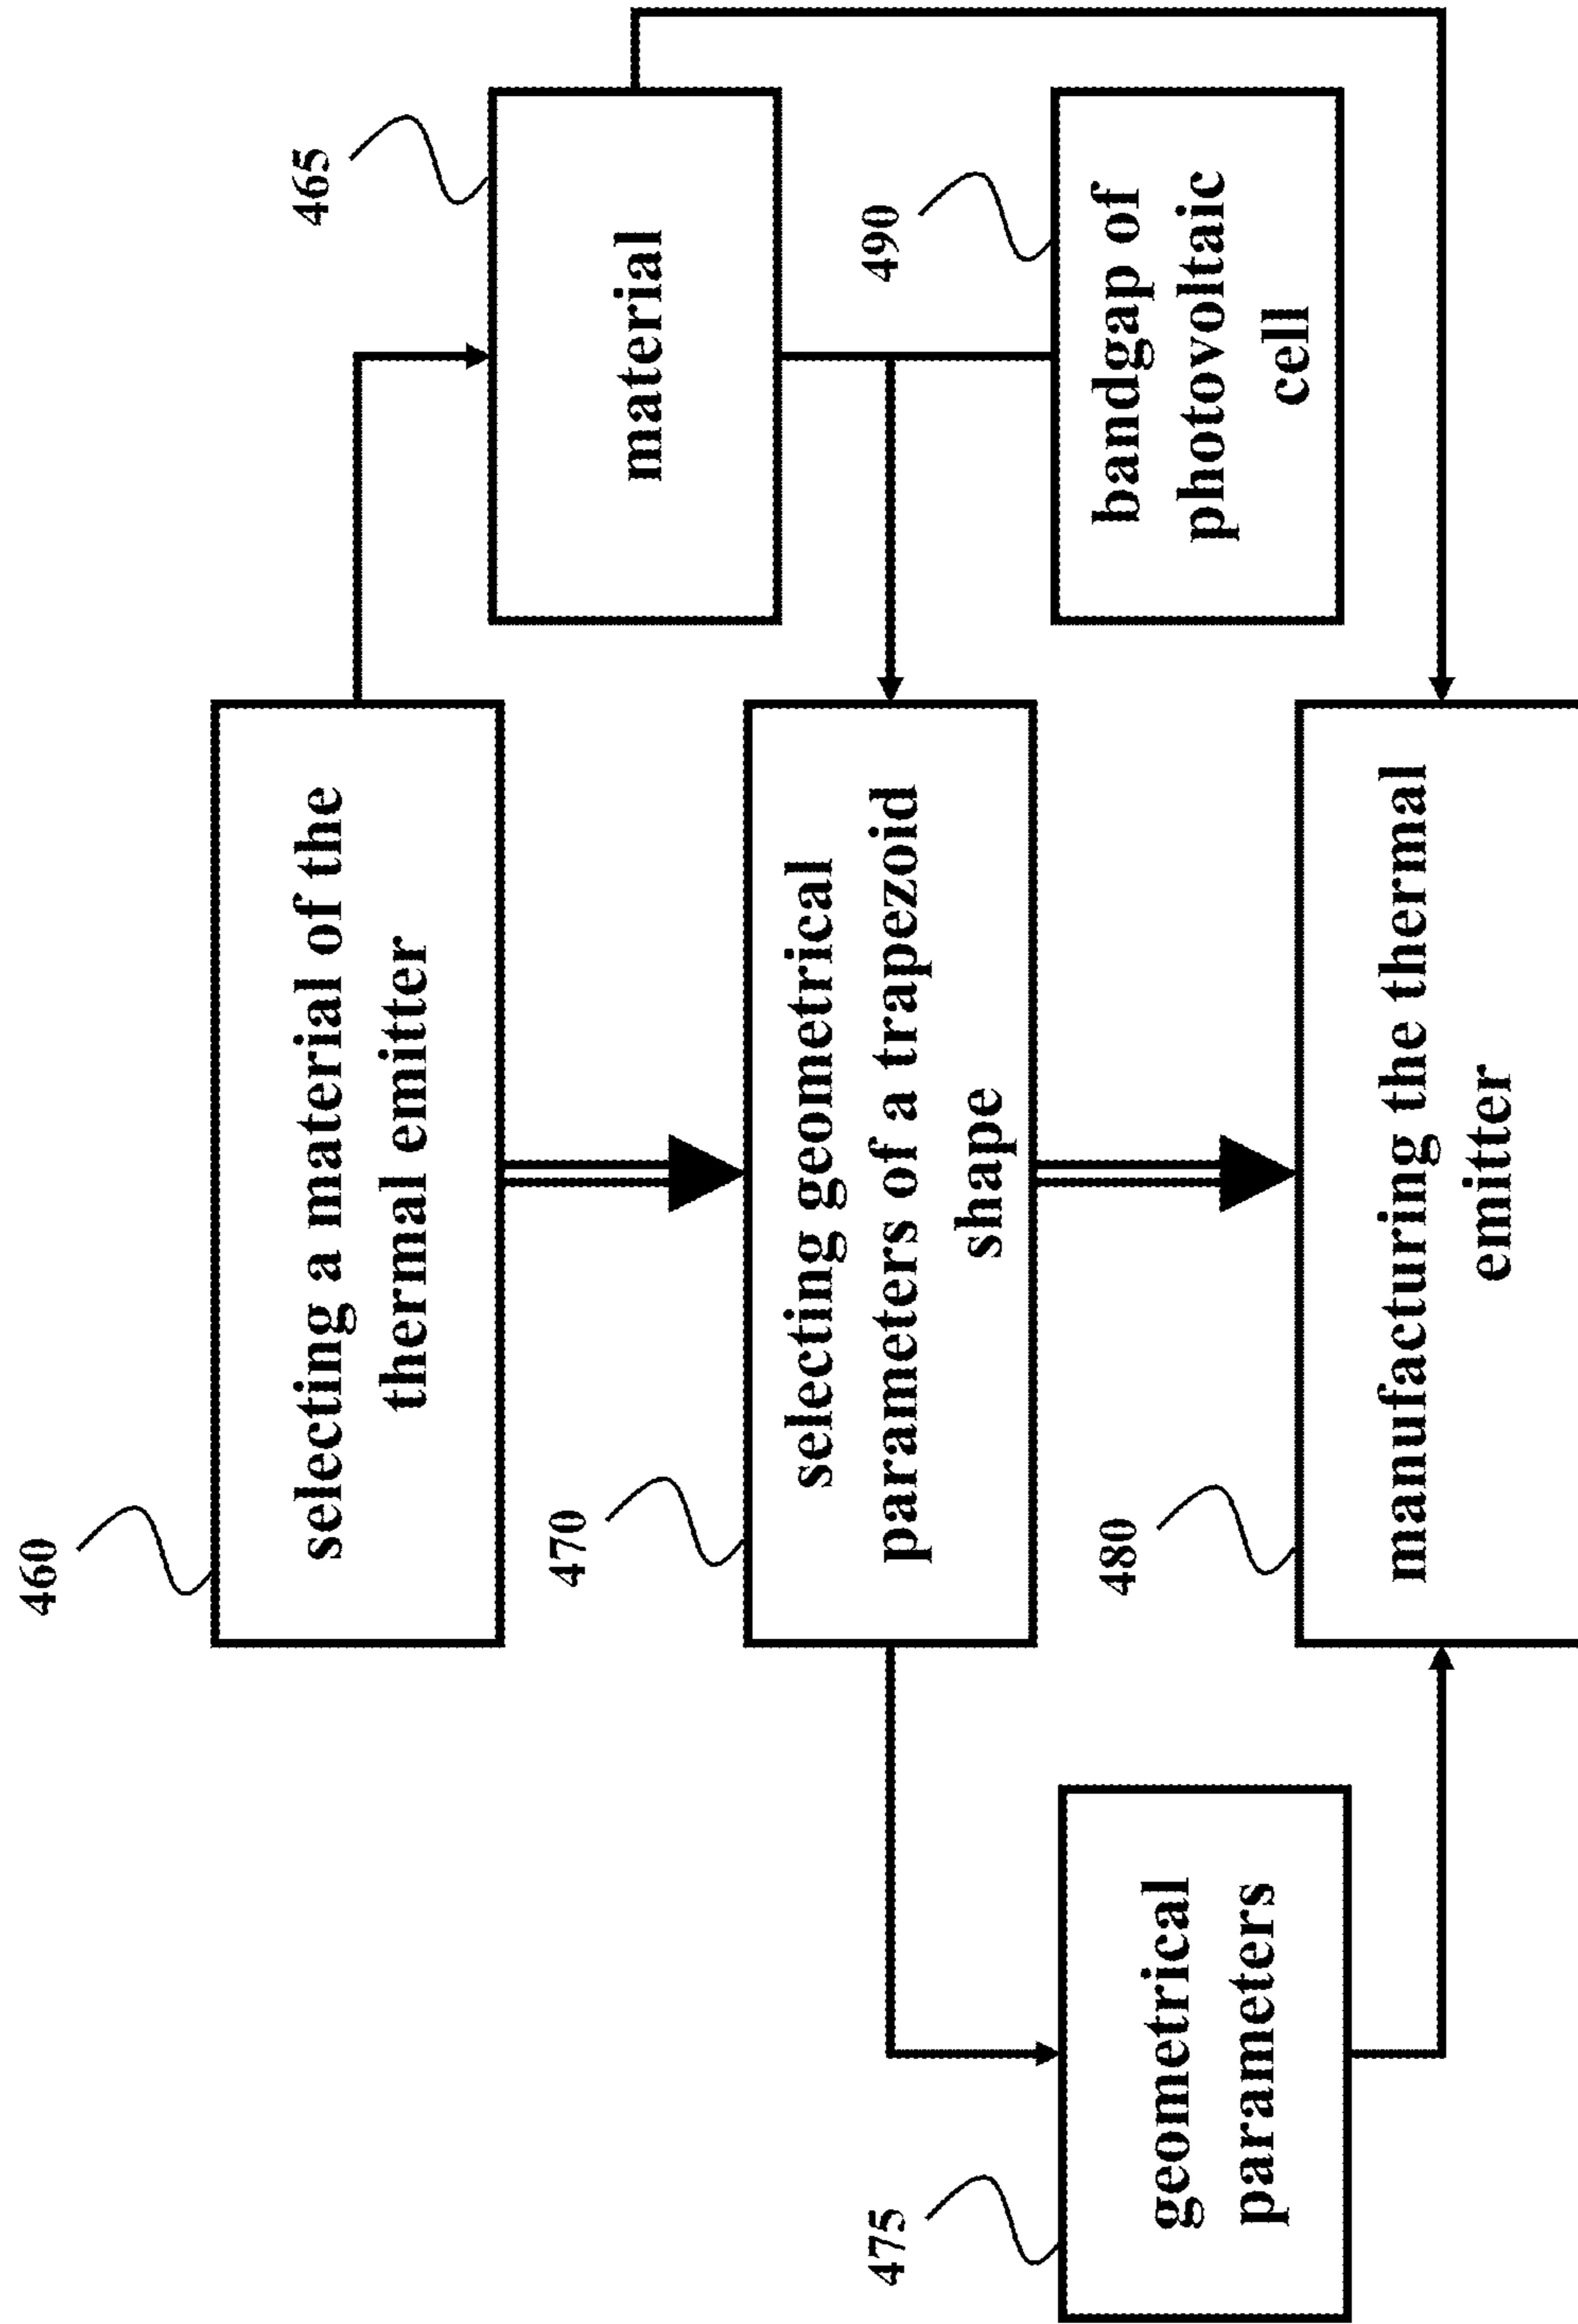 460
selecting a material of the
thermal emitter
465
material
470
selecting geometrical
parameters of a trapezoid
shape
490
bandgap of
photovoltaic
cell
475
geometrical
parameters
480
manufacturing the thermal
emitter